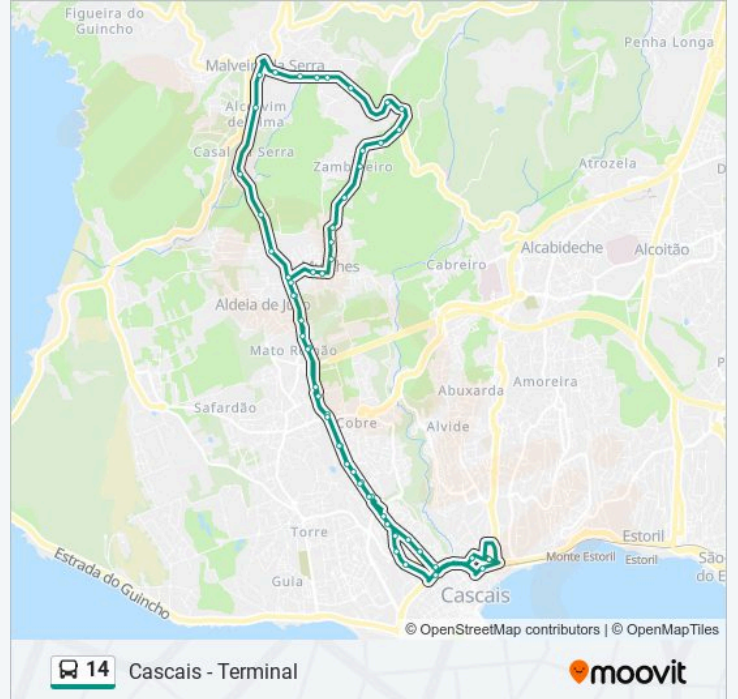 Figueira do
Guincho
Penha Longa
Malveira da Serra
Alcorvim
de Cima
Casal da Serra
Zambujeiro
Atrozela
Alcabideche
Alcoitão
Cabreiro
Aldeia de Juso
Mato Romão
Abuxarda
Amoreira
Safardão
Cobre
Alvide
Torre
Estoril
Monte Estoril
Estoril
São
do E
Estrada do Guincho
Guia
Cascais
© OpenStreetMap contributors | © OpenMapTiles
14 Cascais - Terminal
moovit